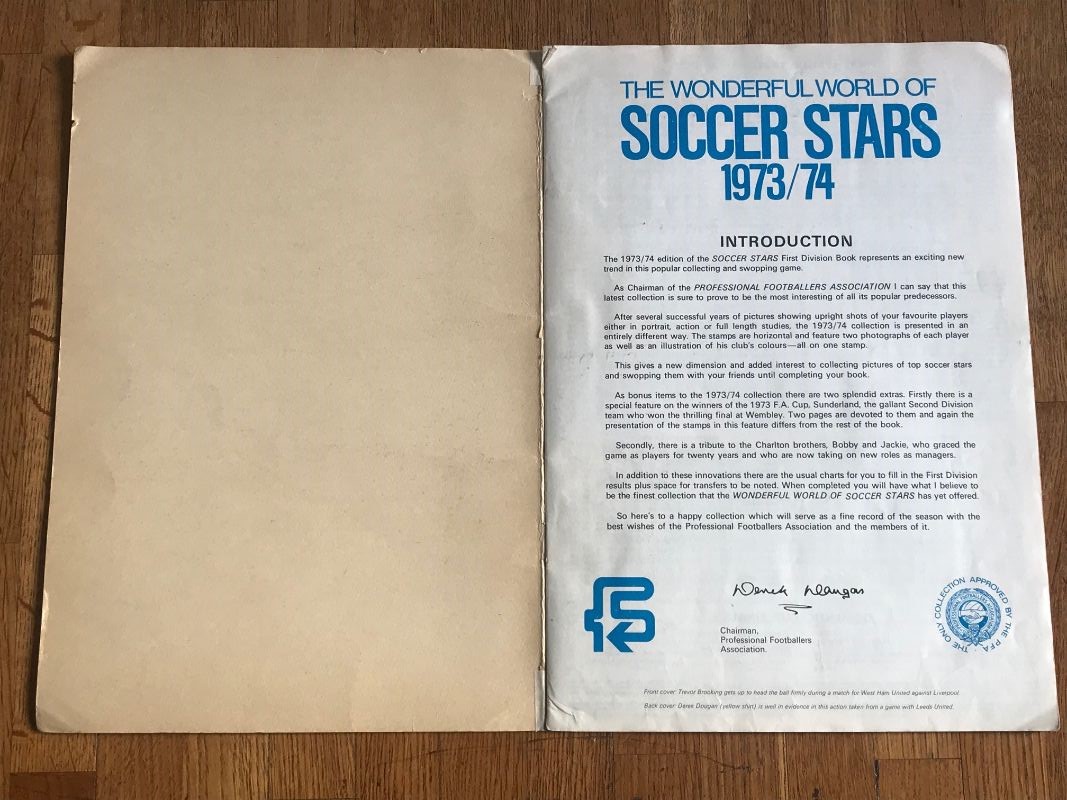 THE WONDERFUL WORLD OF
SOCCER STARS
1973/74
INTRODUCTION
The 1973/74 edition of the SOCCER STARS First Division Book represents an exciting new
trend in this popular collecting and swopping game.
As Chairman of the PROFESSIONAL FOOTBALLERS ASSOCIATION I can say that this
latest collection is sure to prove to be the most interesting of all its popular predecessors.
After several successful years of pictures showing upright shots of your favourite players
either in portrait, action or full length studies, the 1973/74 collection is presented in an
entirely different way. The stamps are horizontal and feature two photographs of each player
as well as an illustration of his club's colours—all on one stamp.
This gives a new dimension and added interest to collecting pictures of top soccer stars
and swopping them with your friends until completing your book.
As bonus items to the 1973/74 collection there are two splendid extras. Firstly there is a
special feature on the winners of the 1973 F.A. Cup, Sunderland, the gallant Second Division
team who won the thrilling final at Wembley. Two pages are devoted to them and again the
presentation of the stamps in this feature differs from the rest of the book.
Secondly, there is a tribute to the Charlton brothers, Bobby and Jackie, who graced the
game as players for twenty years and who are now taking on new roles as managers.
In addition to these innovations there are the usual charts for you to fill in the First Division
results plus space for transfers to be noted. When completed you will have what I believe to
be the finest collection that the WONDERFUL WORLD OF SOCCER STARS has yet offered.
So here's to a happy collection which will serve as a fine record of the season with the
best wishes of the Professional Footballers Association and the members of it.
Derek Dougan
Chairman,
Professional Footballers
Association.
THE ONLY COLLECTION APPROVED BY THE PFA
Front cover: Trevor Brooking gets up to head the ball firmly during a match for West Ham United against Liverpool.
Back cover: Derek Dougan (yellow shirt) is well in evidence in this action taken from a game with Leeds United.